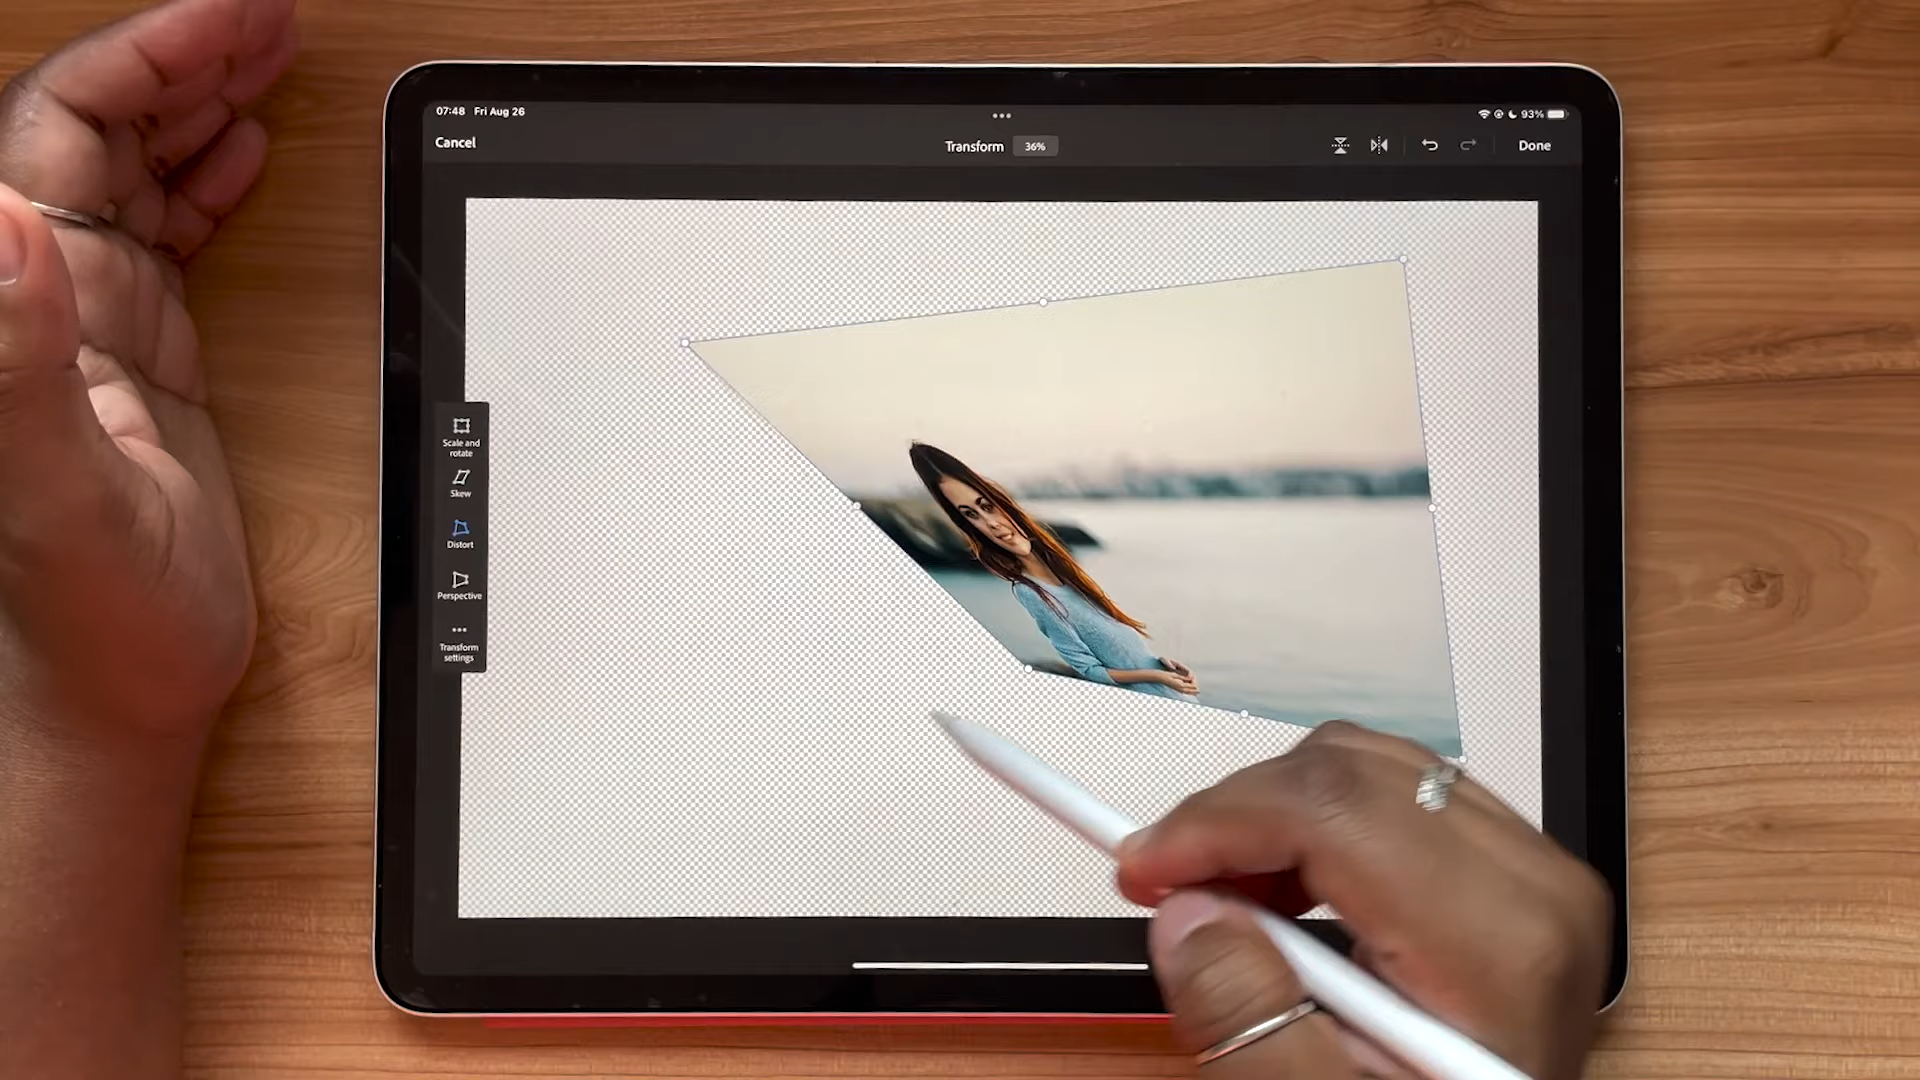 07:48 Fri Aug 26
93%
Cancel
Transform 36%
Done
Scale and
rotate
Skew
Distort
Perspective
Transform
settings